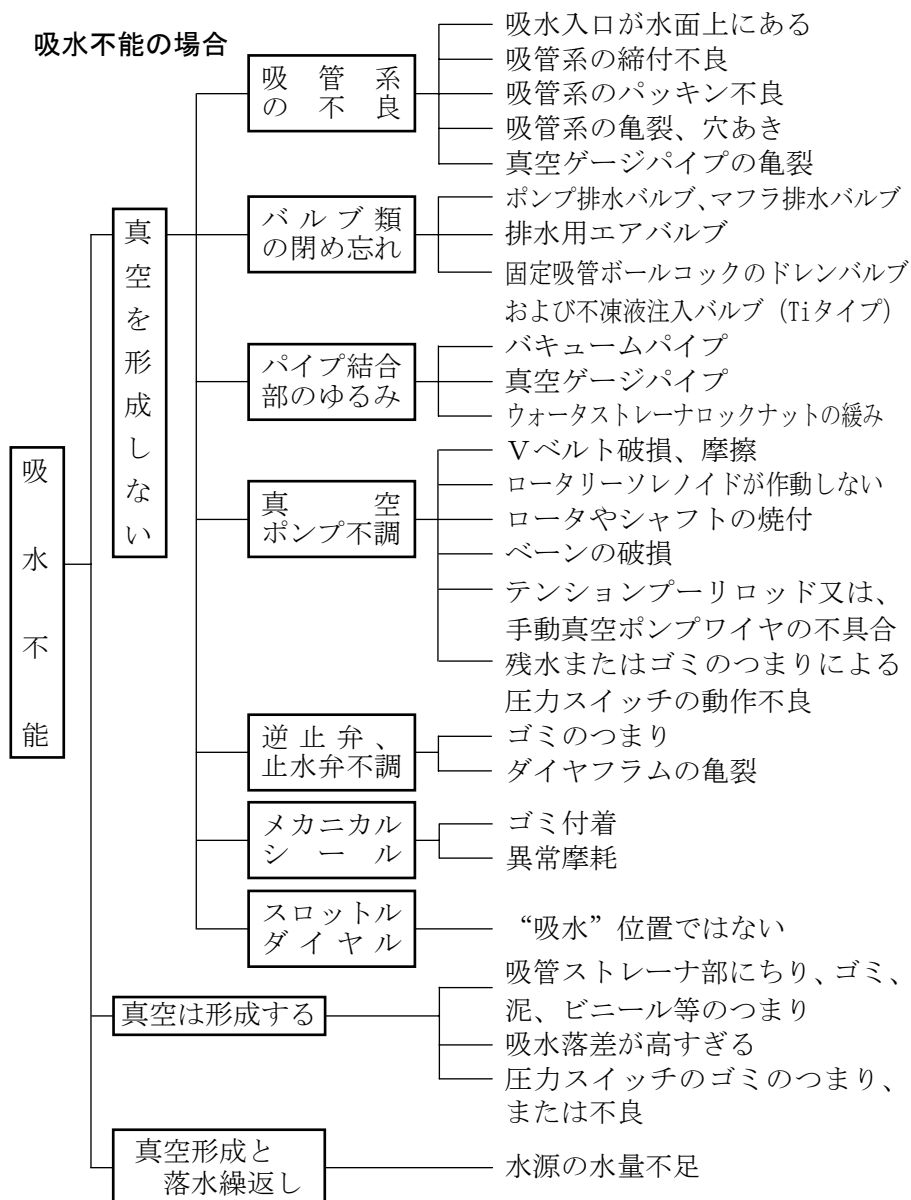 吸水不能の場合
吸水不能
真空を形成しない
吸管系
の不良
吸水入口が水面上にある
吸管系の締付不良
吸管系のパッキン不良
吸管系の亀裂、穴あき
真空ゲージパイプの亀裂
バルブ類
の閉め忘れ
ポンプ排水バルブ、マフラ排水バルブ
排水用エアバルブ
固定吸管ボールコックのドレンバルブ
および不凍液注入バルブ（Tiタイプ）
パイプ結合
部のゆるみ
バキュームパイプ
真空ゲージパイプ
ウォータストレーナロックナットの緩み
真空
ポンプ不調
Ｖベルト破損、摩擦
ロータリーソレノイドが作動しない
ロータやシャフトの焼付
ベーンの破損
テンションプーリロッド又は、
手動真空ポンプワイヤの不具合
残水またはゴミのつまりによる
圧力スイッチの動作不良
逆止弁、
止水弁不調
ゴミのつまり
ダイヤフラムの亀裂
メカニカル
シール
ゴミ付着
異常摩耗
スロットル
ダイヤル
“吸水”位置ではない
真空は形成する
吸管ストレーナ部にちり、ゴミ、
泥、ビニール等のつまり
吸水落差が高すぎる
圧力スイッチのゴミのつまり、
または不良
真空形成と
落水繰返し
水源の水量不足